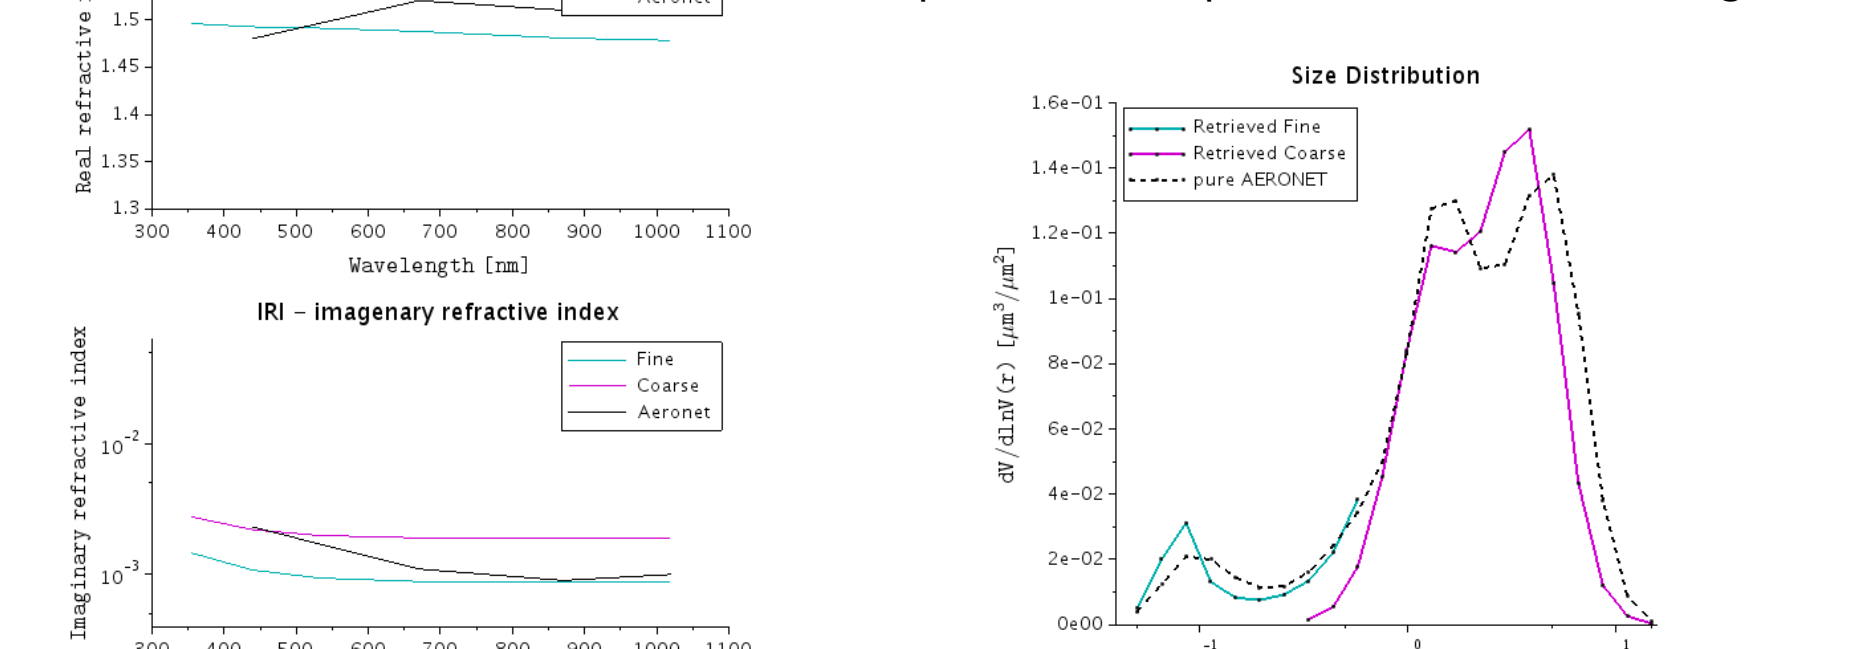 Aeronet
1.5
1.45
1.4
1.35
1.3
Real refractive
300 400 500 600 700 800 900 1000 1100
Wavelength [nm]
IRI – imagenary refractive index
Fine
Coarse
Aeronet
10-2
10-3
Imaginary refractive index
300 400 500 600 700 800 900 1000 1100
Size Distribution
Retrieved Fine
Retrieved Coarse
pure AERONET
1.6e−01
1.4e−01
1.2e−01
1e−01
8e−02
6e−02
4e−02
2e−02
0e00
dV/dlnV(r) [μm3/μm2]
-1 0 1